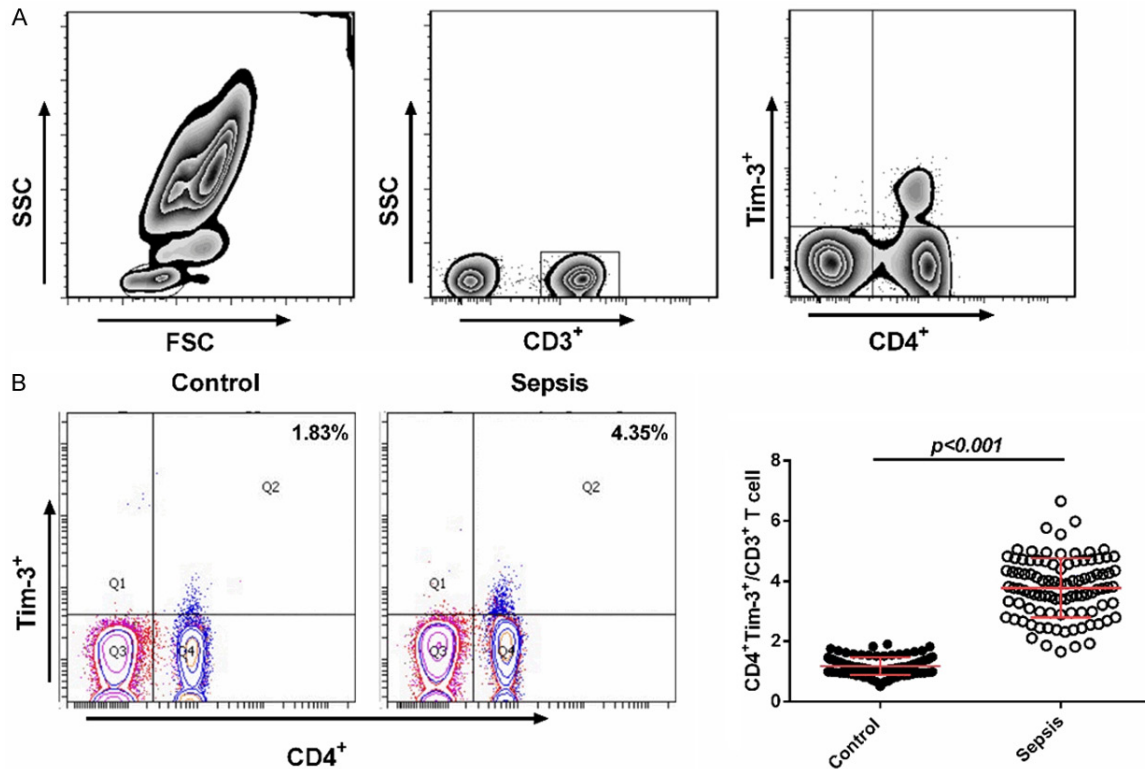 A
SSC
FSC
SSC
CD3+
Tim-3+
CD4+
B
Control
Sepsis
1.83%
Q2
Q1
Q3
Q4
4.35%
Q2
Q1
Q3
Q4
Tim-3+
CD4+
p<0.001
CD4+Tim-3+/CD3+ T cell
8
6
4
2
0
Control
Sepsis